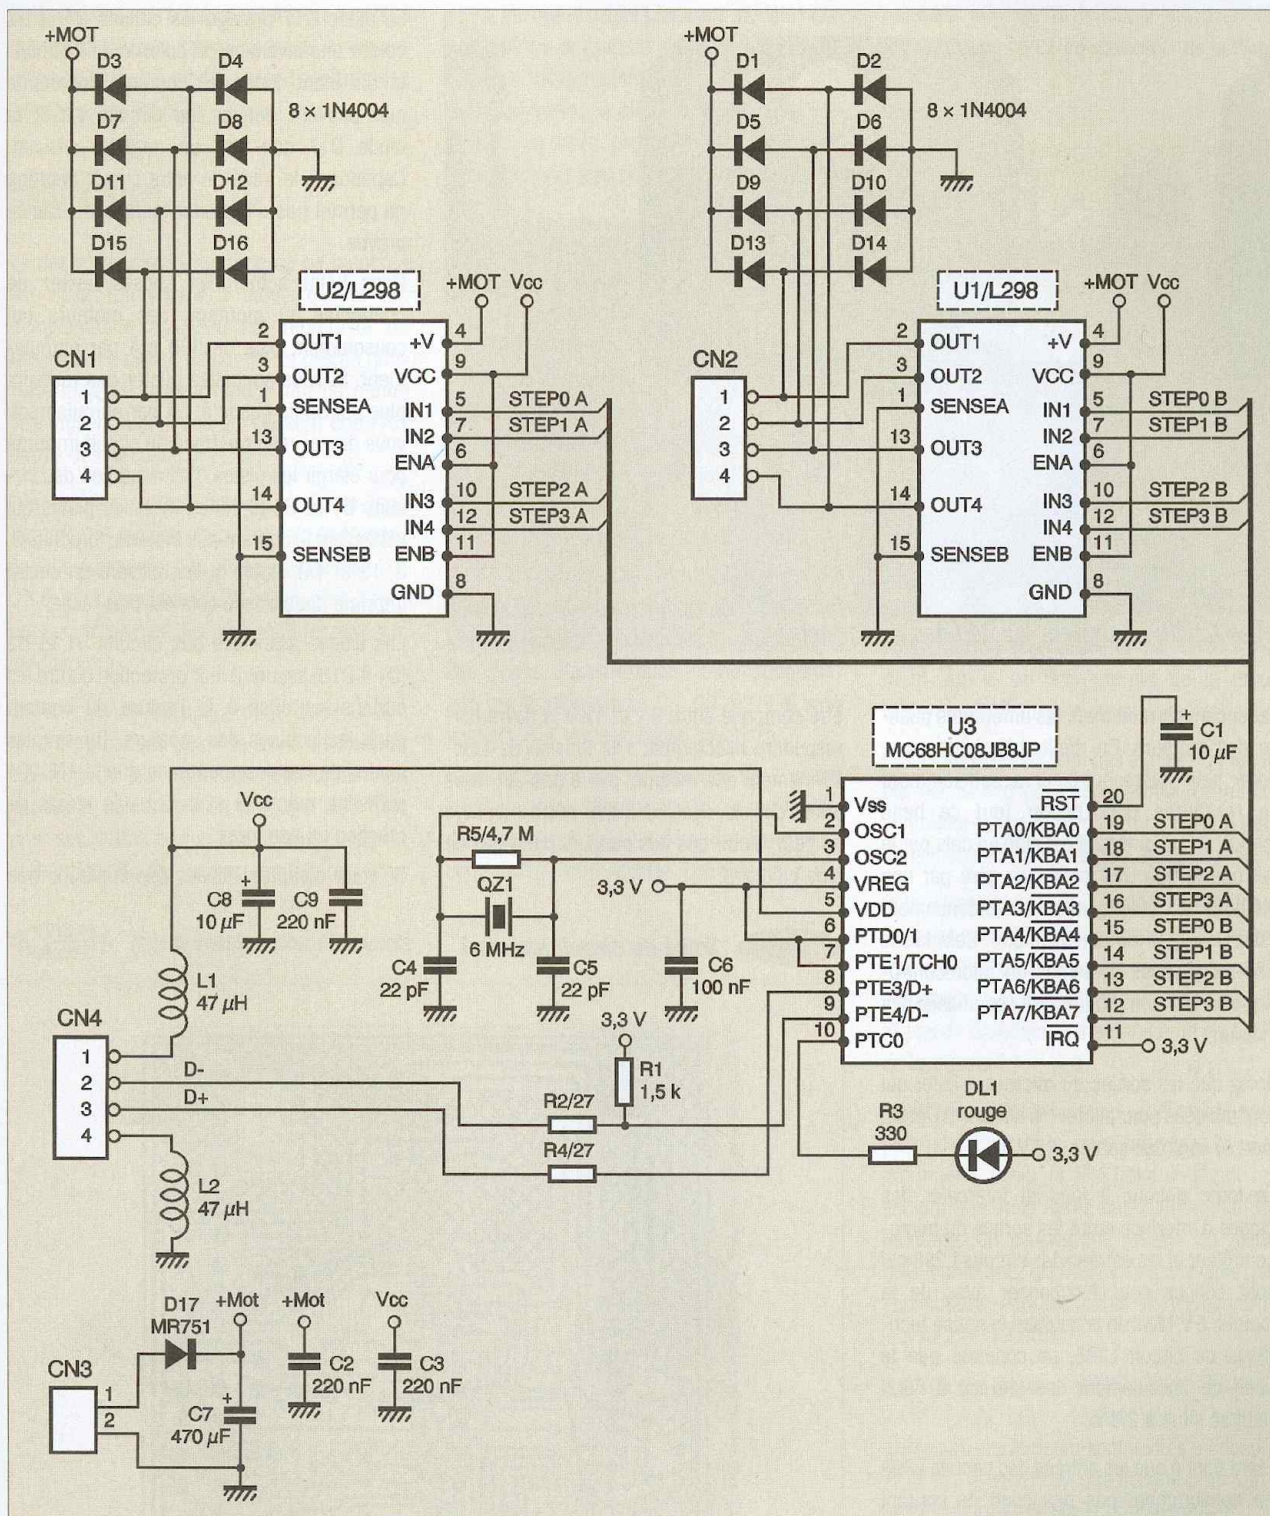 +MOT
D3 D4
8 × 1N4004
D7 D8
D11 D12
D15 D16
U2/L298
+MOT Vcc
CN1
1
2
3
4
2 OUT1 +V 4
3 OUT2 VCC 9
1 SENSEA IN1 5 STEP0 A
IN2 7 STEP1 A
13 OUT3 ENA 6
14 OUT4 IN3 10 STEP2 A
IN4 12 STEP3 A
15 SENSEB ENB 11
GND 8
+MOT
D1 D2
8 × 1N4004
D5 D6
D9 D10
D13 D14
U1/L298
+MOT Vcc
CN2
1
2
3
4
2 OUT1 +V 4
3 OUT2 VCC 9
1 SENSEA IN1 5 STEP0 B
IN2 7 STEP1 B
13 OUT3 ENA 6
14 OUT4 IN3 10 STEP2 B
IN4 12 STEP3 B
15 SENSEB ENB 11
GND 8
U3
MC68HC08JB8JP
+
C1
10 µF
1 Vss RST 20
2 OSC1 PTA0/KBA0 19 STEP0 A
3 OSC2 PTA1/KBA1 18 STEP1 A
4 VREG PTA2/KBA2 17 STEP2 A
5 VDD PTA3/KBA3 16 STEP3 A
6 PTD0/1 PTA4/KBA4 15 STEP0 B
7 PTE1/TCH0 PTA5/KBA5 14 STEP1 B
8 PTE3/D+ PTA6/KBA6 13 STEP2 B
9 PTE4/D- PTA7/KBA7 12 STEP3 B
10 PTC0 IRQ 11 3,3 V
Vcc
+
C8
10 µF
C9
220 nF
R5/4,7 M
QZ1
6 MHz
C4
22 pF
C5
22 pF
3,3 V
C6
100 nF
L1
47 µH
CN4
1
2
3
4
D-
D+
3,3 V
R1
1,5 k
R2/27
R4/27
DL1
rouge
R3
330
3,3 V
L2
47 µH
D17
MR751
+Mot
+Mot
Vcc
CN3
1
2
+
C7
470 µF
C2
220 nF
C3
220 nF